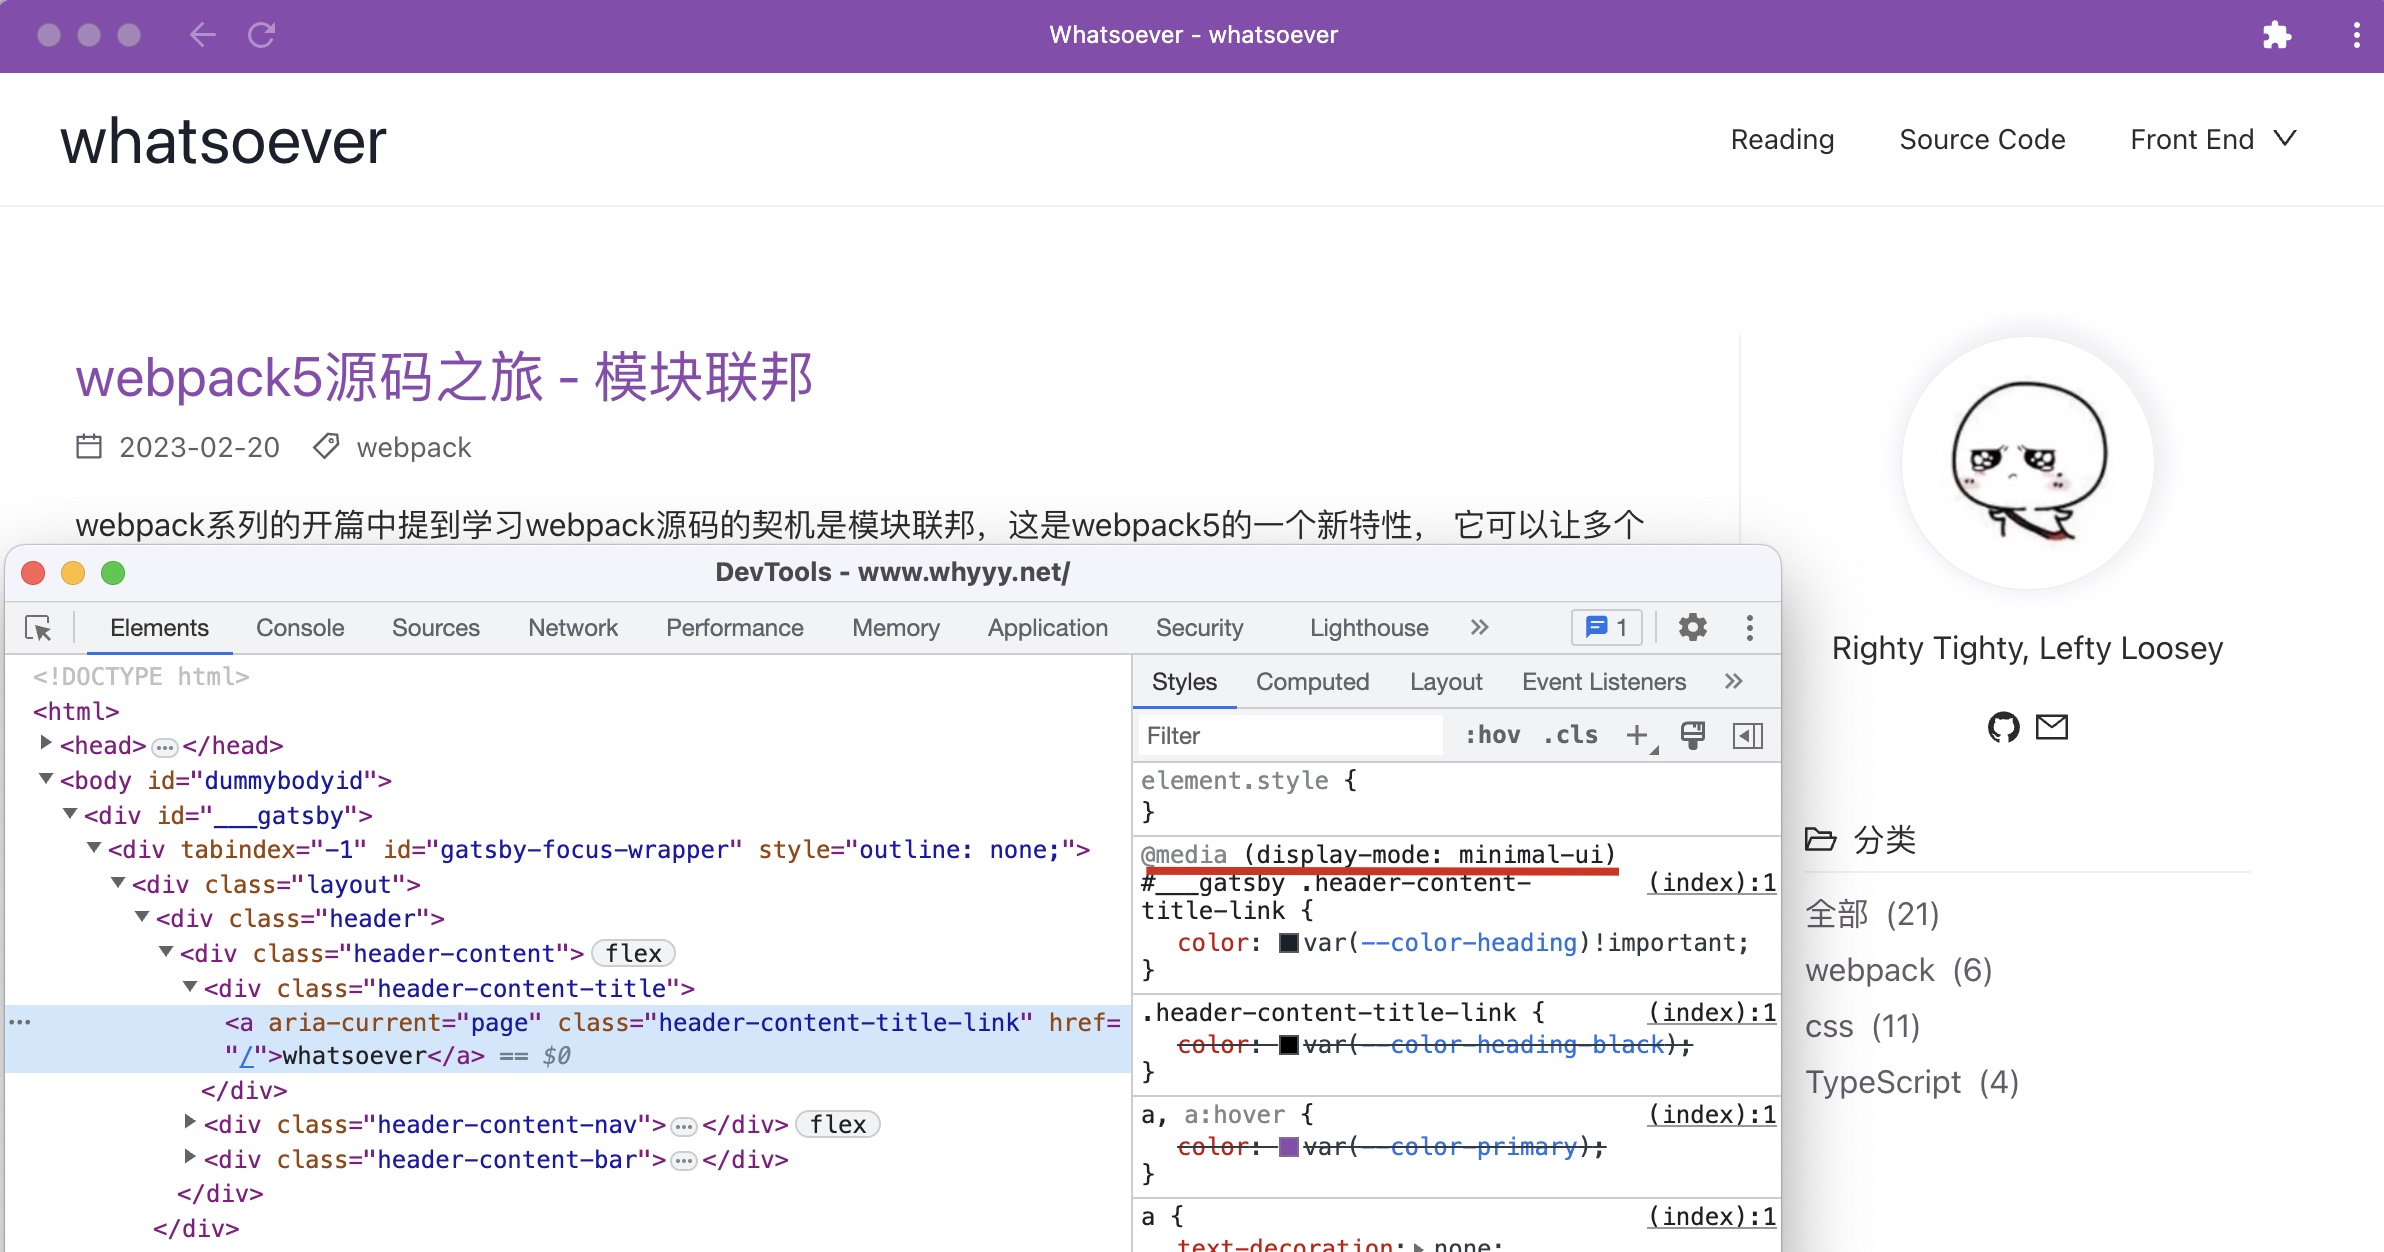 Whatsoever - whatsoever
whatsoever
Reading
Source Code
Front End
webpack5源码之旅 - 模块联邦
2023-02-20
webpack
webpack系列的开篇中提到学习webpack源码的契机是模块联邦，这是webpack5的一个新特性， 它可以让多个
Righty Tighty, Lefty Loosey
分类
全部 (21)
webpack (6)
css (11)
TypeScript (4)
DevTools - www.whyyy.net/
Elements
Console
Sources
Network
Performance
Memory
Application
Security
Lighthouse
1
<!DOCTYPE html>
<html>
<head>…</head>
<body id="dummybodyid">
<div id="___gatsby">
<div tabindex="-1" id="gatsby-focus-wrapper" style="outline: none;">
<div class="layout">
<div class="header">
<div class="header-content"> flex
<div class="header-content-title">
<a aria-current="page" class="header-content-title-link" href=
"/">whatsoever</a> == $0
</div>
<div class="header-content-nav">…</div> flex
<div class="header-content-bar">…</div>
</div>
</div>
Styles
Computed
Layout
Event Listeners
Filter
:hov
.cls
element.style {
}
@media (display-mode: minimal-ui)
#___gatsby .header-content- (index):1
title-link {
color: var(--color-heading)!important;
}
.header-content-title-link { (index):1
color: var(--color-heading-black);
}
a, a:hover { (index):1
color: var(--color-primary);
}
a { (index):1
text-decoration: none;